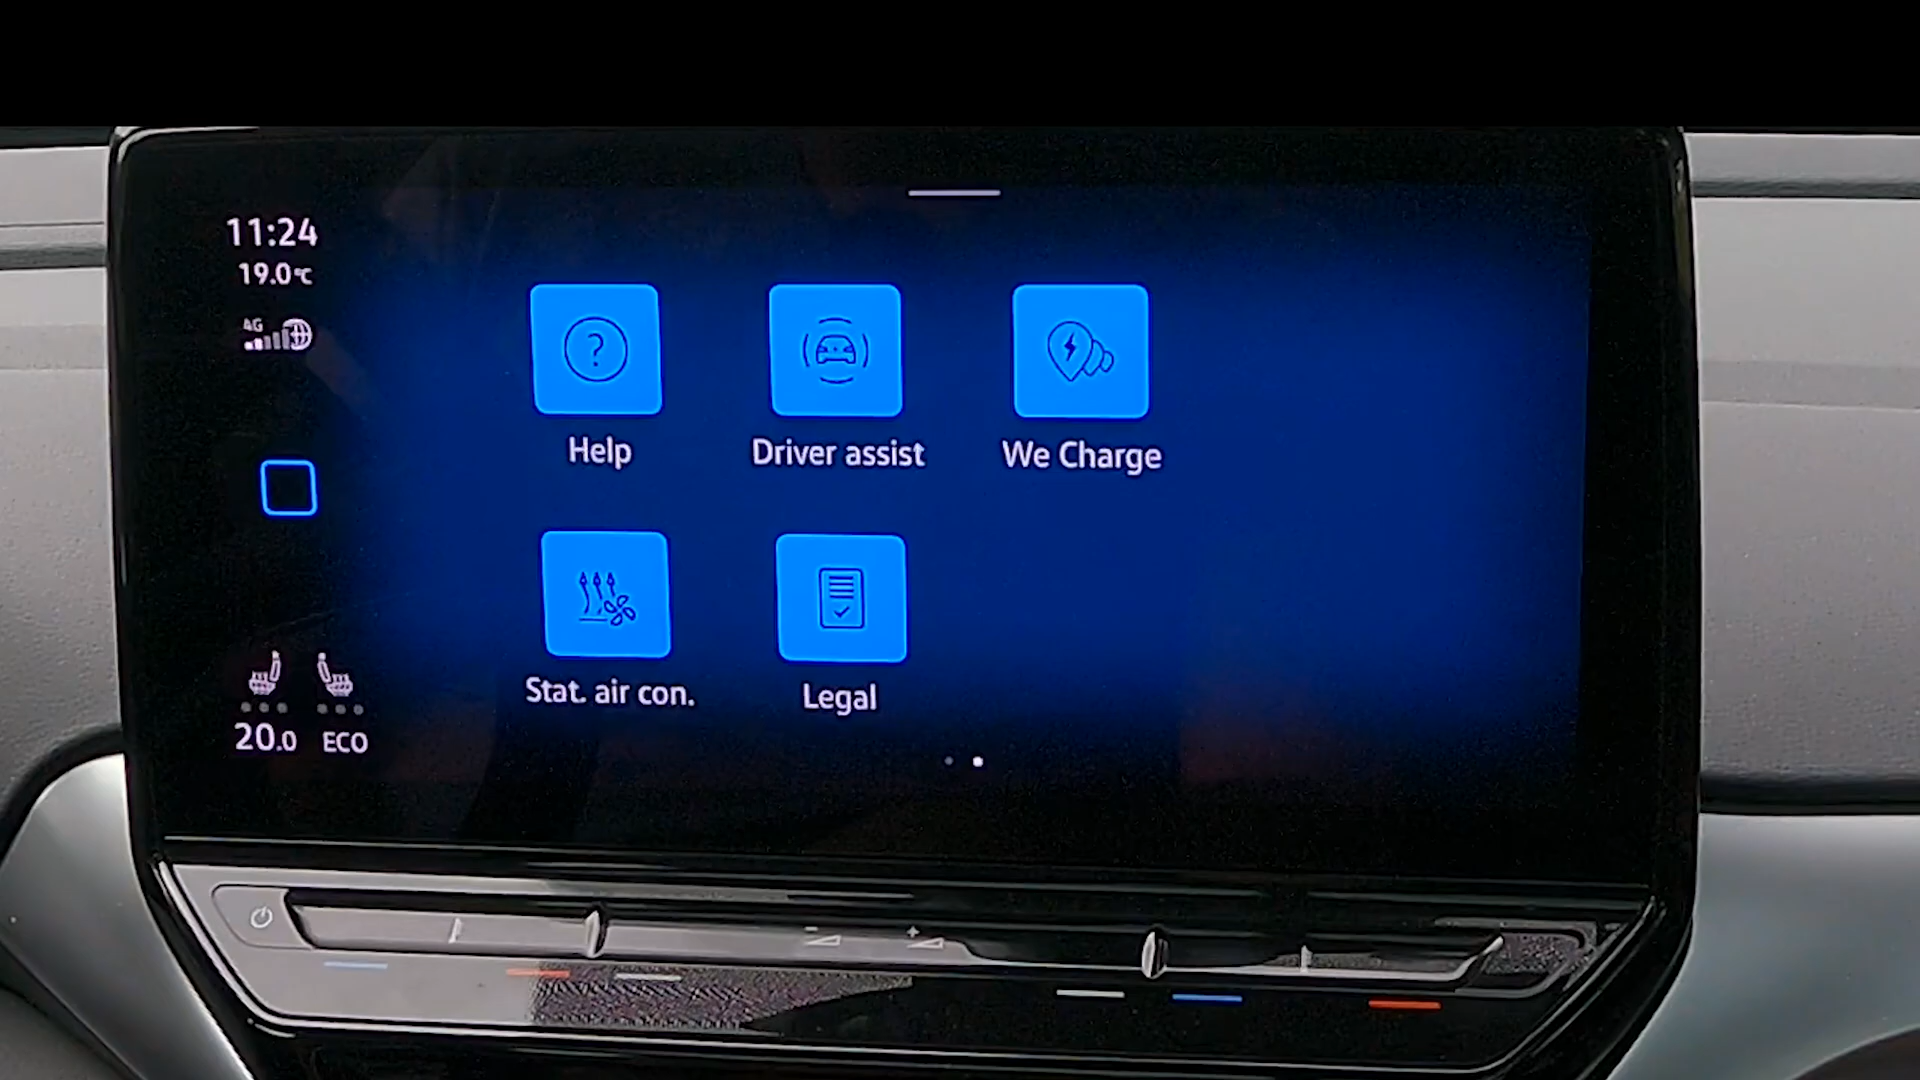 11:24
19.0°C
4G
Help
Driver assist
We Charge
Stat. air con.
Legal
20.0 ECO